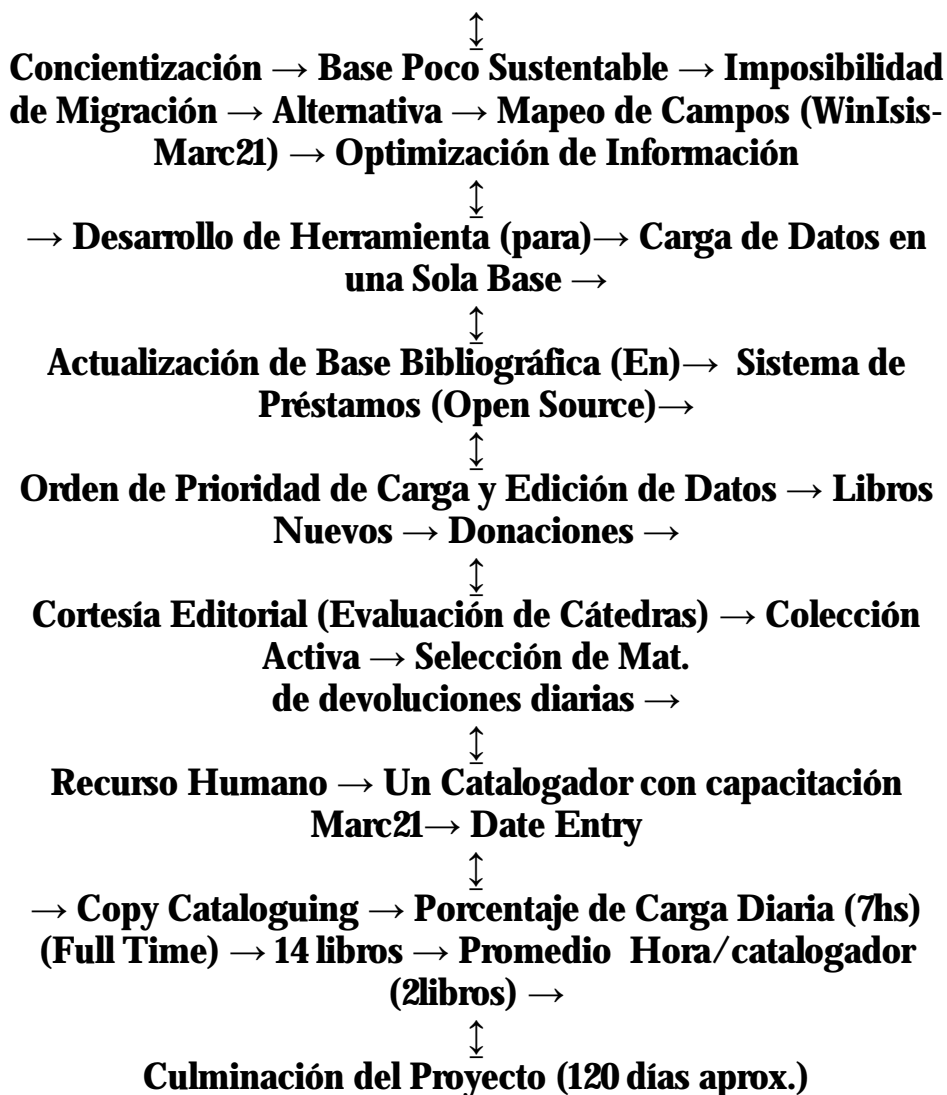 ↕
Concientización → Base Poco Sustentable → Imposibilidad
de Migración → Alternativa → Mapeo de Campos (WinIsis-
Marc21) → Optimización de Información
↕
→ Desarrollo de Herramienta (para)→ Carga de Datos en
una Sola Base →
↕
Actualización de Base Bibliográfica (En)→ Sistema de
Préstamos (Open Source)→
↕
Orden de Prioridad de Carga y Edición de Datos → Libros
Nuevos → Donaciones →
↕
Cortesía Editorial (Evaluación de Cátedras) → Colección
Activa → Selección de Mat.
de devoluciones diarias →
↕
Recurso Humano → Un Catalogador con capacitación
Marc21→ Date Entry
↕
→ Copy Cataloguing → Porcentaje de Carga Diaria (7hs)
(Full Time) → 14 libros → Promedio Hora/catalogador
(2libros) →
↕
Culminación del Proyecto (120 días aprox.)